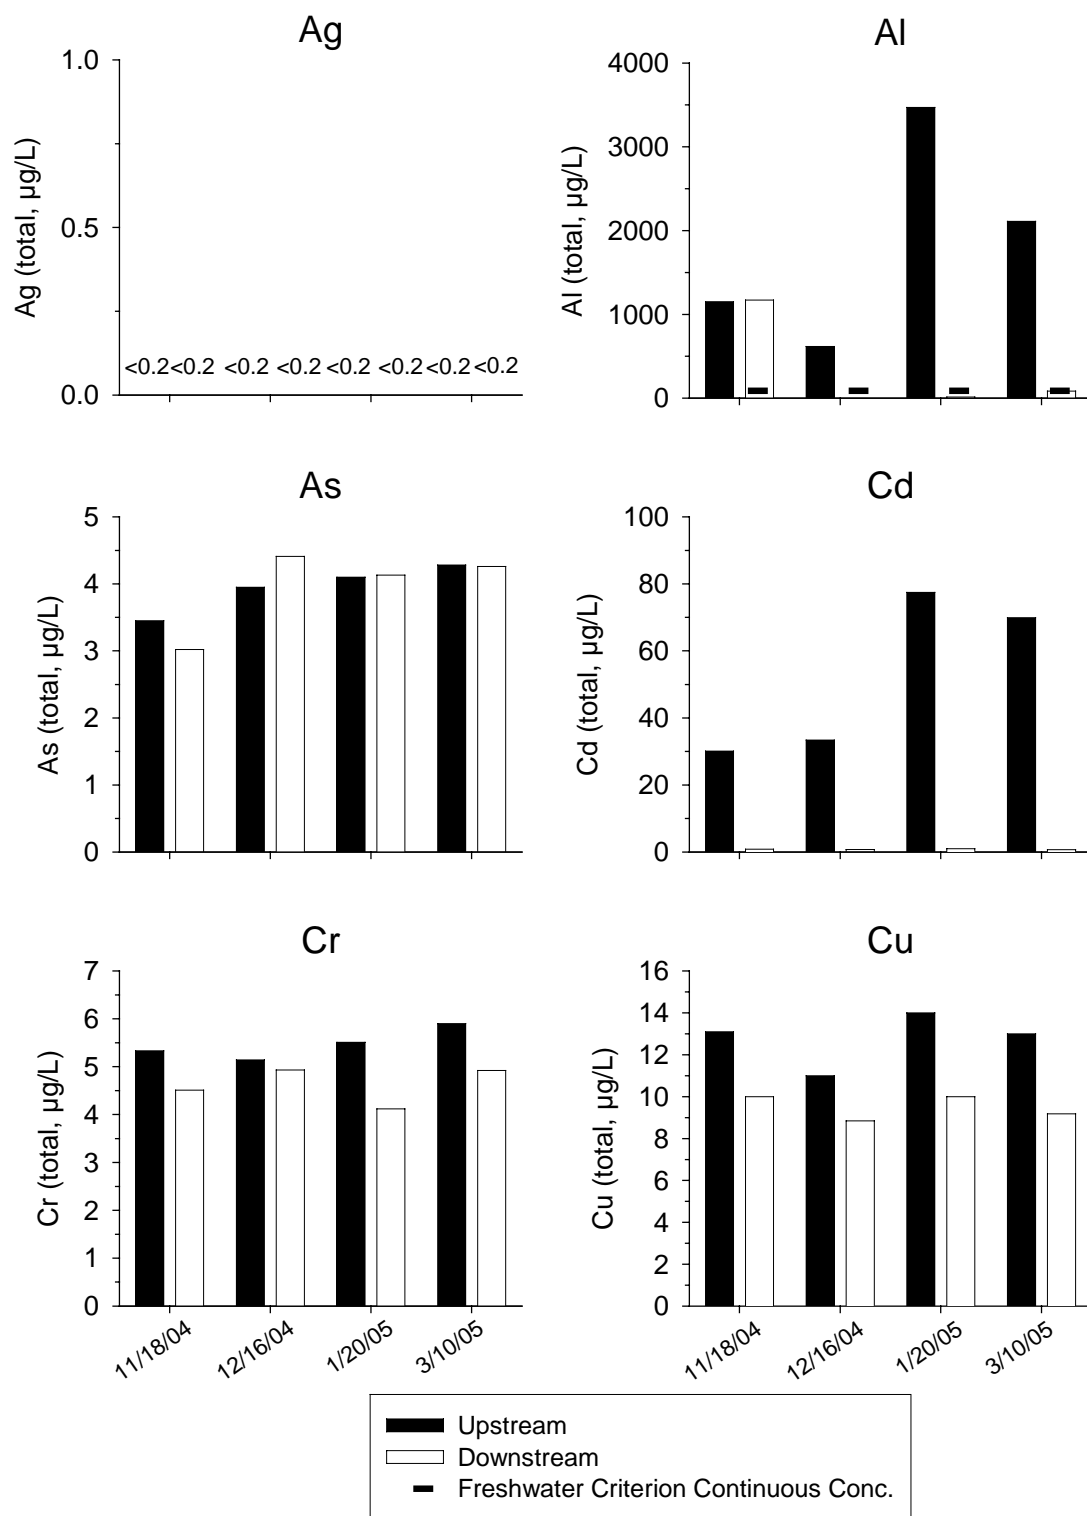 Ag
Ag (total, µg/L)
1.0
0.5
0.0
<0.2 <0.2 <0.2 <0.2 <0.2 <0.2 <0.2 <0.2
Al
Al (total, µg/L)
4000
3000
2000
1000
0
As
As (total, µg/L)
5
4
3
2
1
0
Cd
Cd (total, µg/L)
100
80
60
40
20
0
Cr
Cr (total, µg/L)
7
6
5
4
3
2
1
0
11/18/04 12/16/04 1/20/05 3/10/05
Cu
Cu (total, µg/L)
16
14
12
10
8
6
4
2
0
11/18/04 12/16/04 1/20/05 3/10/05
Upstream
Downstream
Freshwater Criterion Continuous Conc.